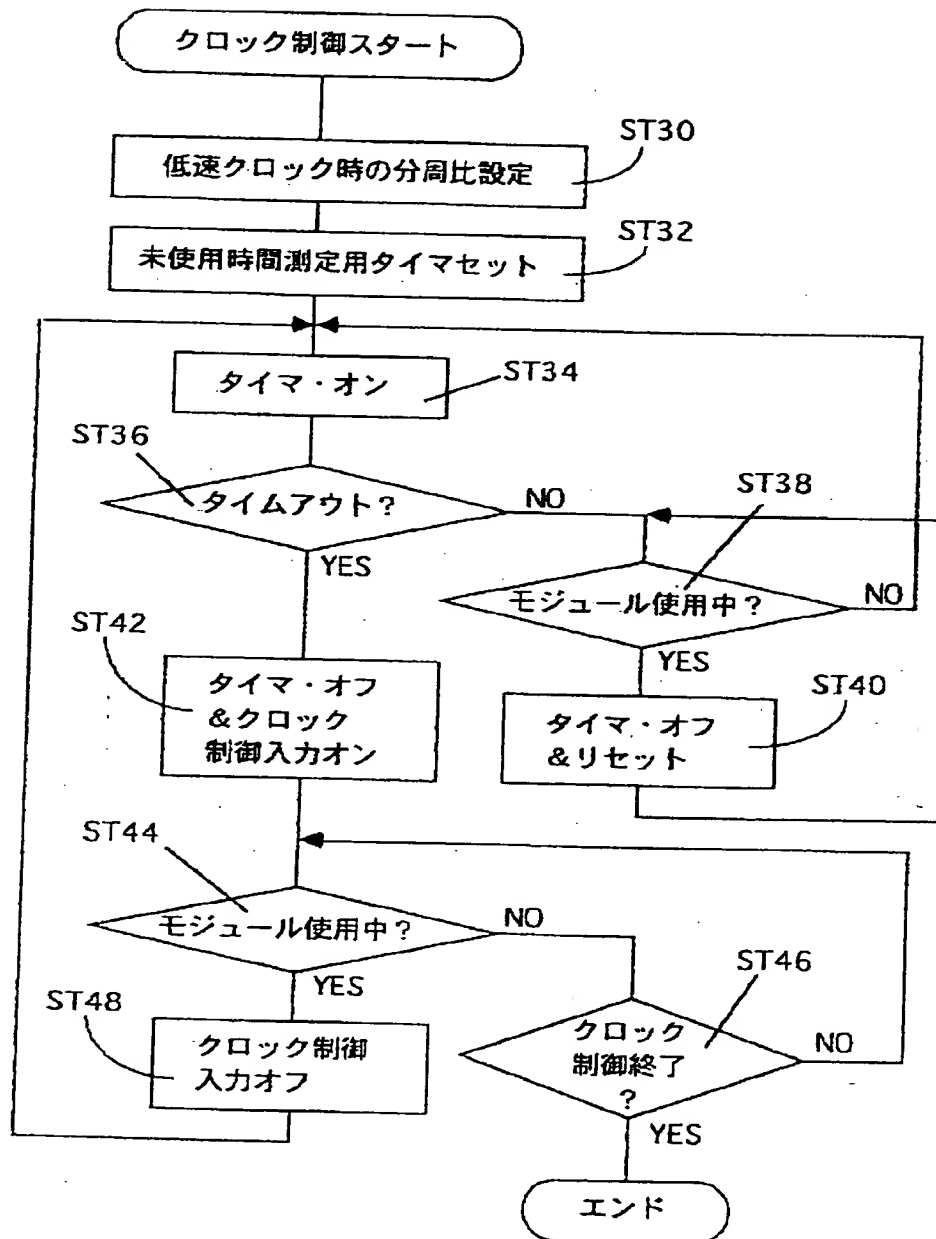 クロック制御スタート
ST30
低速クロック時の分周比設定
ST32
未使用時間測定用タイマセット
タイマ・オン
ST34
ST36
タイムアウト?
NO
YES
ST38
モジュール使用中?
NO
YES
ST42
タイマ・オフ
&クロック
制御入力オン
ST40
タイマ・オフ
&リセット
ST44
モジュール使用中?
NO
YES
ST46
クロック
制御終了
?
NO
YES
ST48
クロック制御
入力オフ
エンド